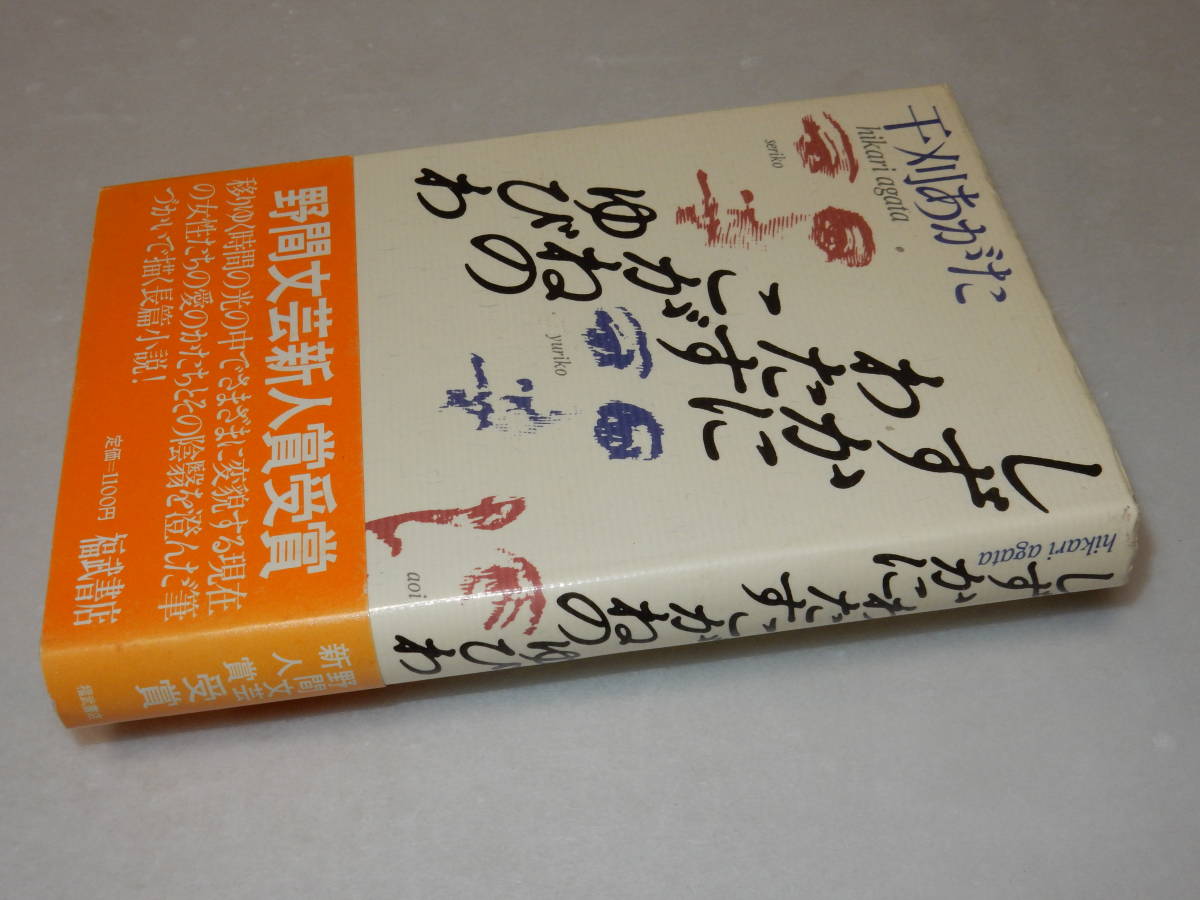 干刈あがた
hikari agata
seriko
yuriko
aoi
しずかに
わたす
こがねの
ゆびわ
野間文芸新人賞受賞
移りゆく時間の光の中でさまざまに変貌する現在
の女性たちの愛のかたちとその陰翳を澄んだ筆
づかいで描く長篇小説！
定価=1100円 福武書店
hikari agata
しずかに
わたす
こがねの
ゆびわ
野間文芸新人賞受賞
福武書店